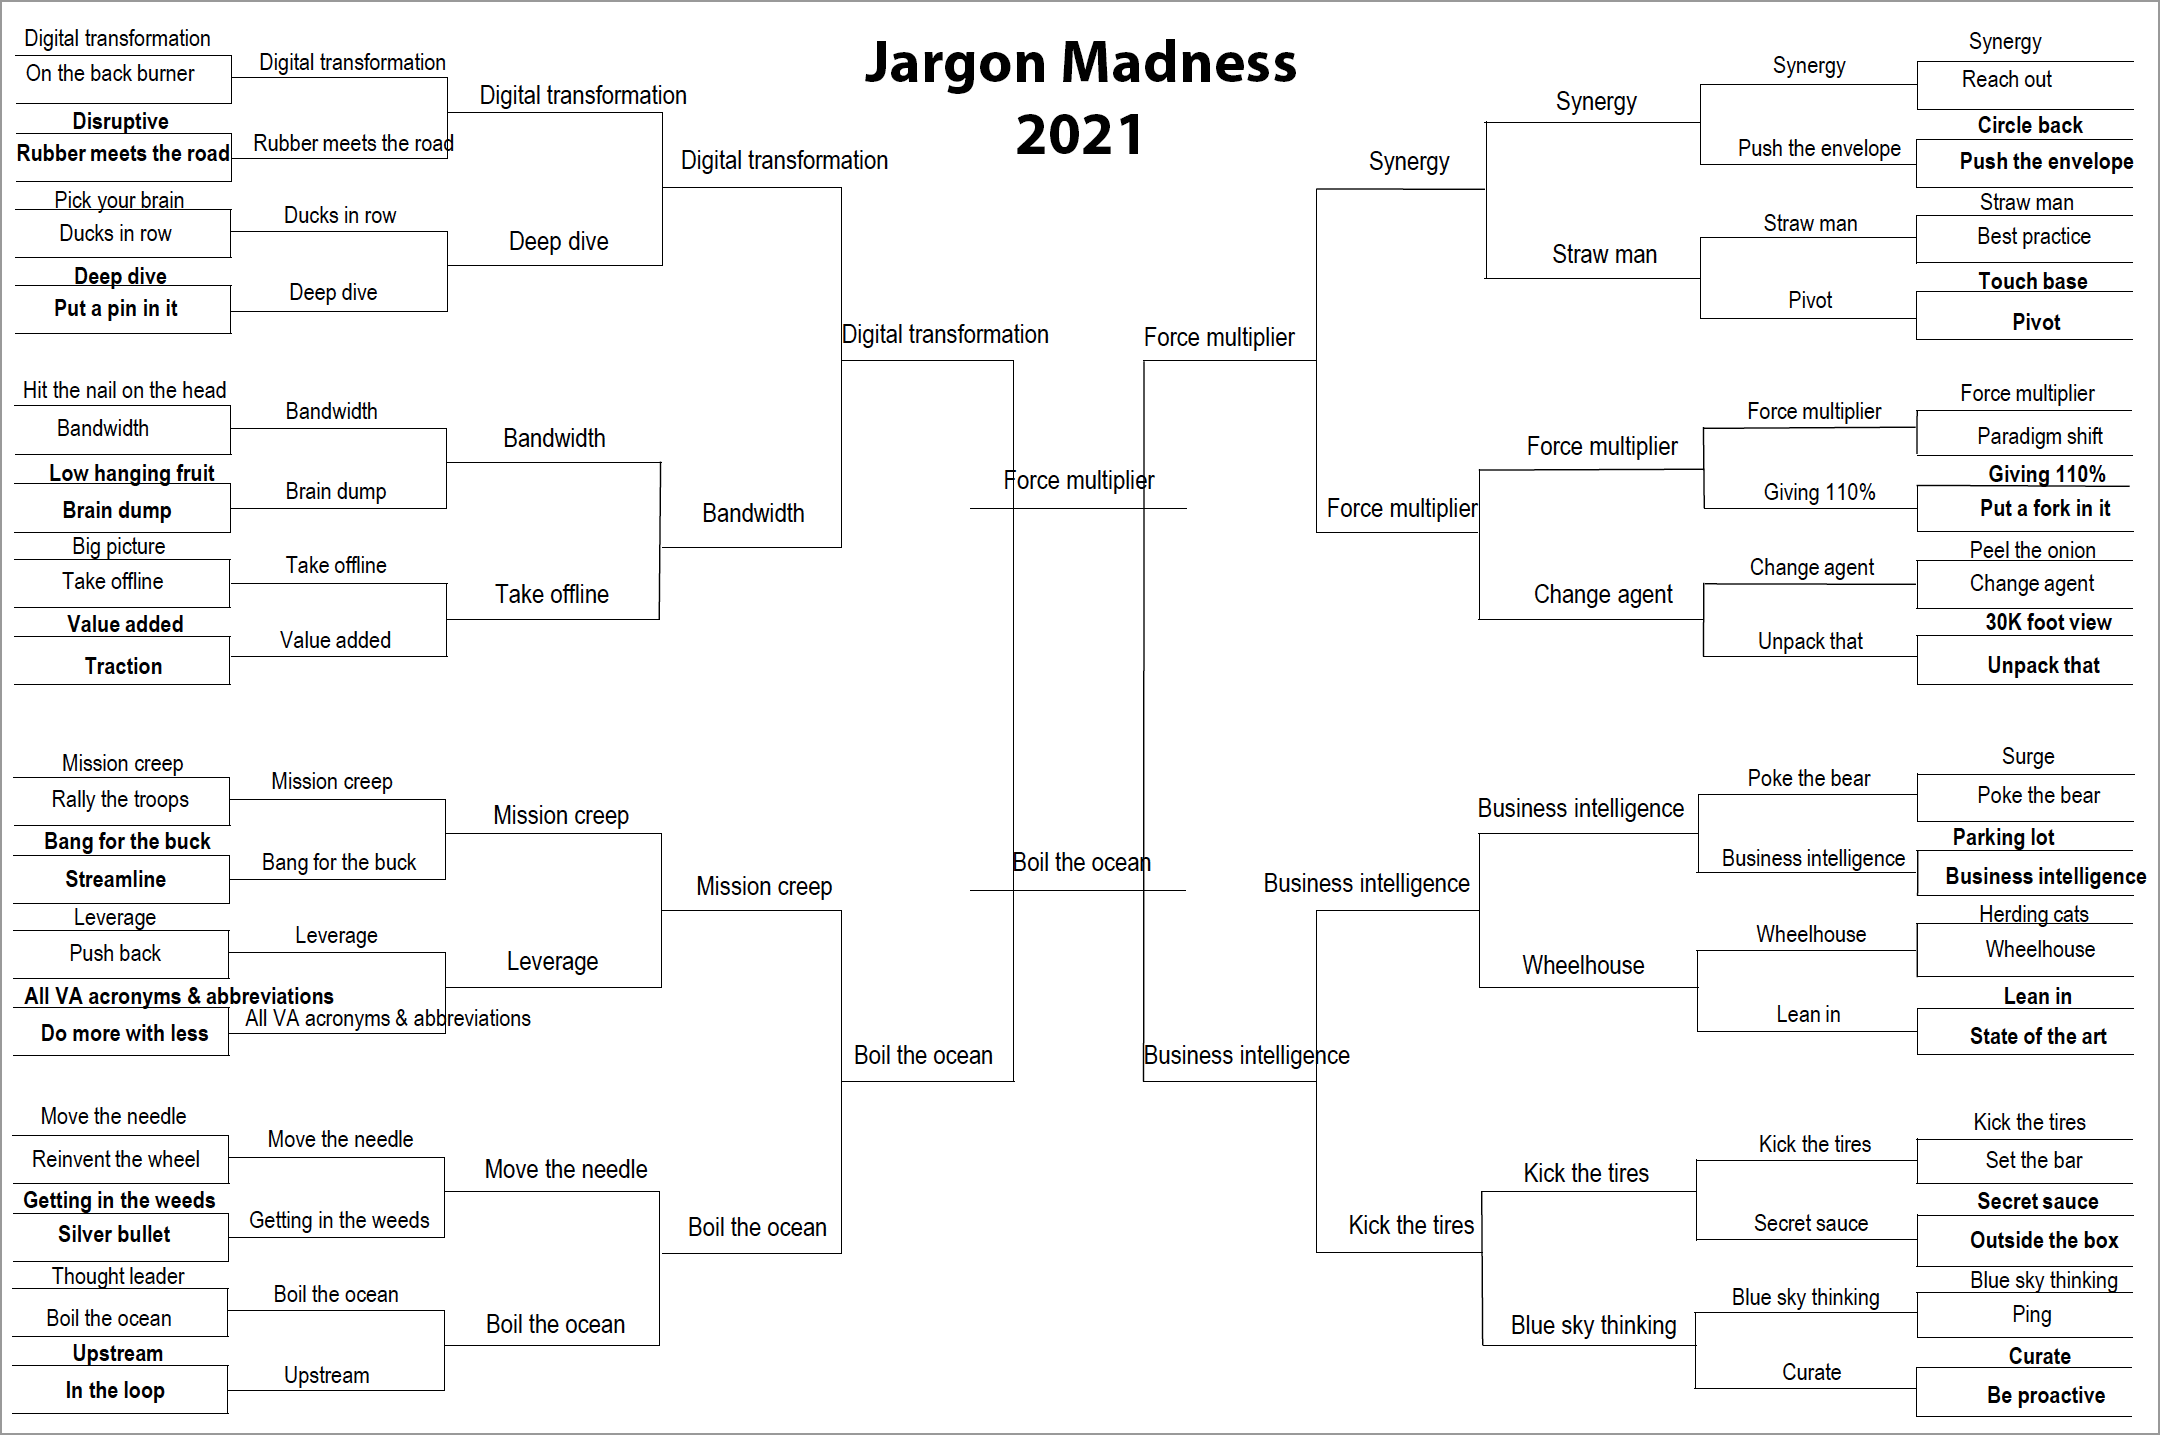 Jargon Madness
2021
Digital transformation
On the back burner
Disruptive
Rubber meets the road
Pick your brain
Ducks in row
Deep dive
Put a pin in it
Hit the nail on the head
Bandwidth
Low hanging fruit
Brain dump
Big picture
Take offline
Value added
Traction
Mission creep
Rally the troops
Bang for the buck
Streamline
Leverage
Push back
All VA acronyms & abbreviations
Do more with less
Move the needle
Reinvent the wheel
Getting in the weeds
Silver bullet
Thought leader
Boil the ocean
Upstream
In the loop
Digital transformation
Rubber meets the road
Ducks in row
Deep dive
Bandwidth
Brain dump
Take offline
Value added
Mission creep
Bang for the buck
Leverage
All VA acronyms & abbreviations
Move the needle
Getting in the weeds
Boil the ocean
Upstream
Digital transformation
Deep dive
Bandwidth
Take offline
Mission creep
Leverage
Move the needle
Boil the ocean
Digital transformation
Bandwidth
Mission creep
Boil the ocean
Digital transformation
Boil the ocean
Force multiplier
Boil the ocean
Force multiplier
Business intelligence
Synergy
Force multiplier
Business intelligence
Kick the tires
Synergy
Straw man
Force multiplier
Change agent
Business intelligence
Wheelhouse
Kick the tires
Blue sky thinking
Synergy
Push the envelope
Straw man
Pivot
Force multiplier
Giving 110%
Change agent
Unpack that
Poke the bear
Business intelligence
Wheelhouse
Lean in
Kick the tires
Secret sauce
Blue sky thinking
Curate
Synergy
Reach out
Circle back
Push the envelope
Straw man
Best practice
Touch base
Pivot
Force multiplier
Paradigm shift
Giving 110%
Put a fork in it
Peel the onion
Change agent
30K foot view
Unpack that
Surge
Poke the bear
Parking lot
Business intelligence
Herding cats
Wheelhouse
Lean in
State of the art
Kick the tires
Set the bar
Secret sauce
Outside the box
Blue sky thinking
Ping
Curate
Be proactive